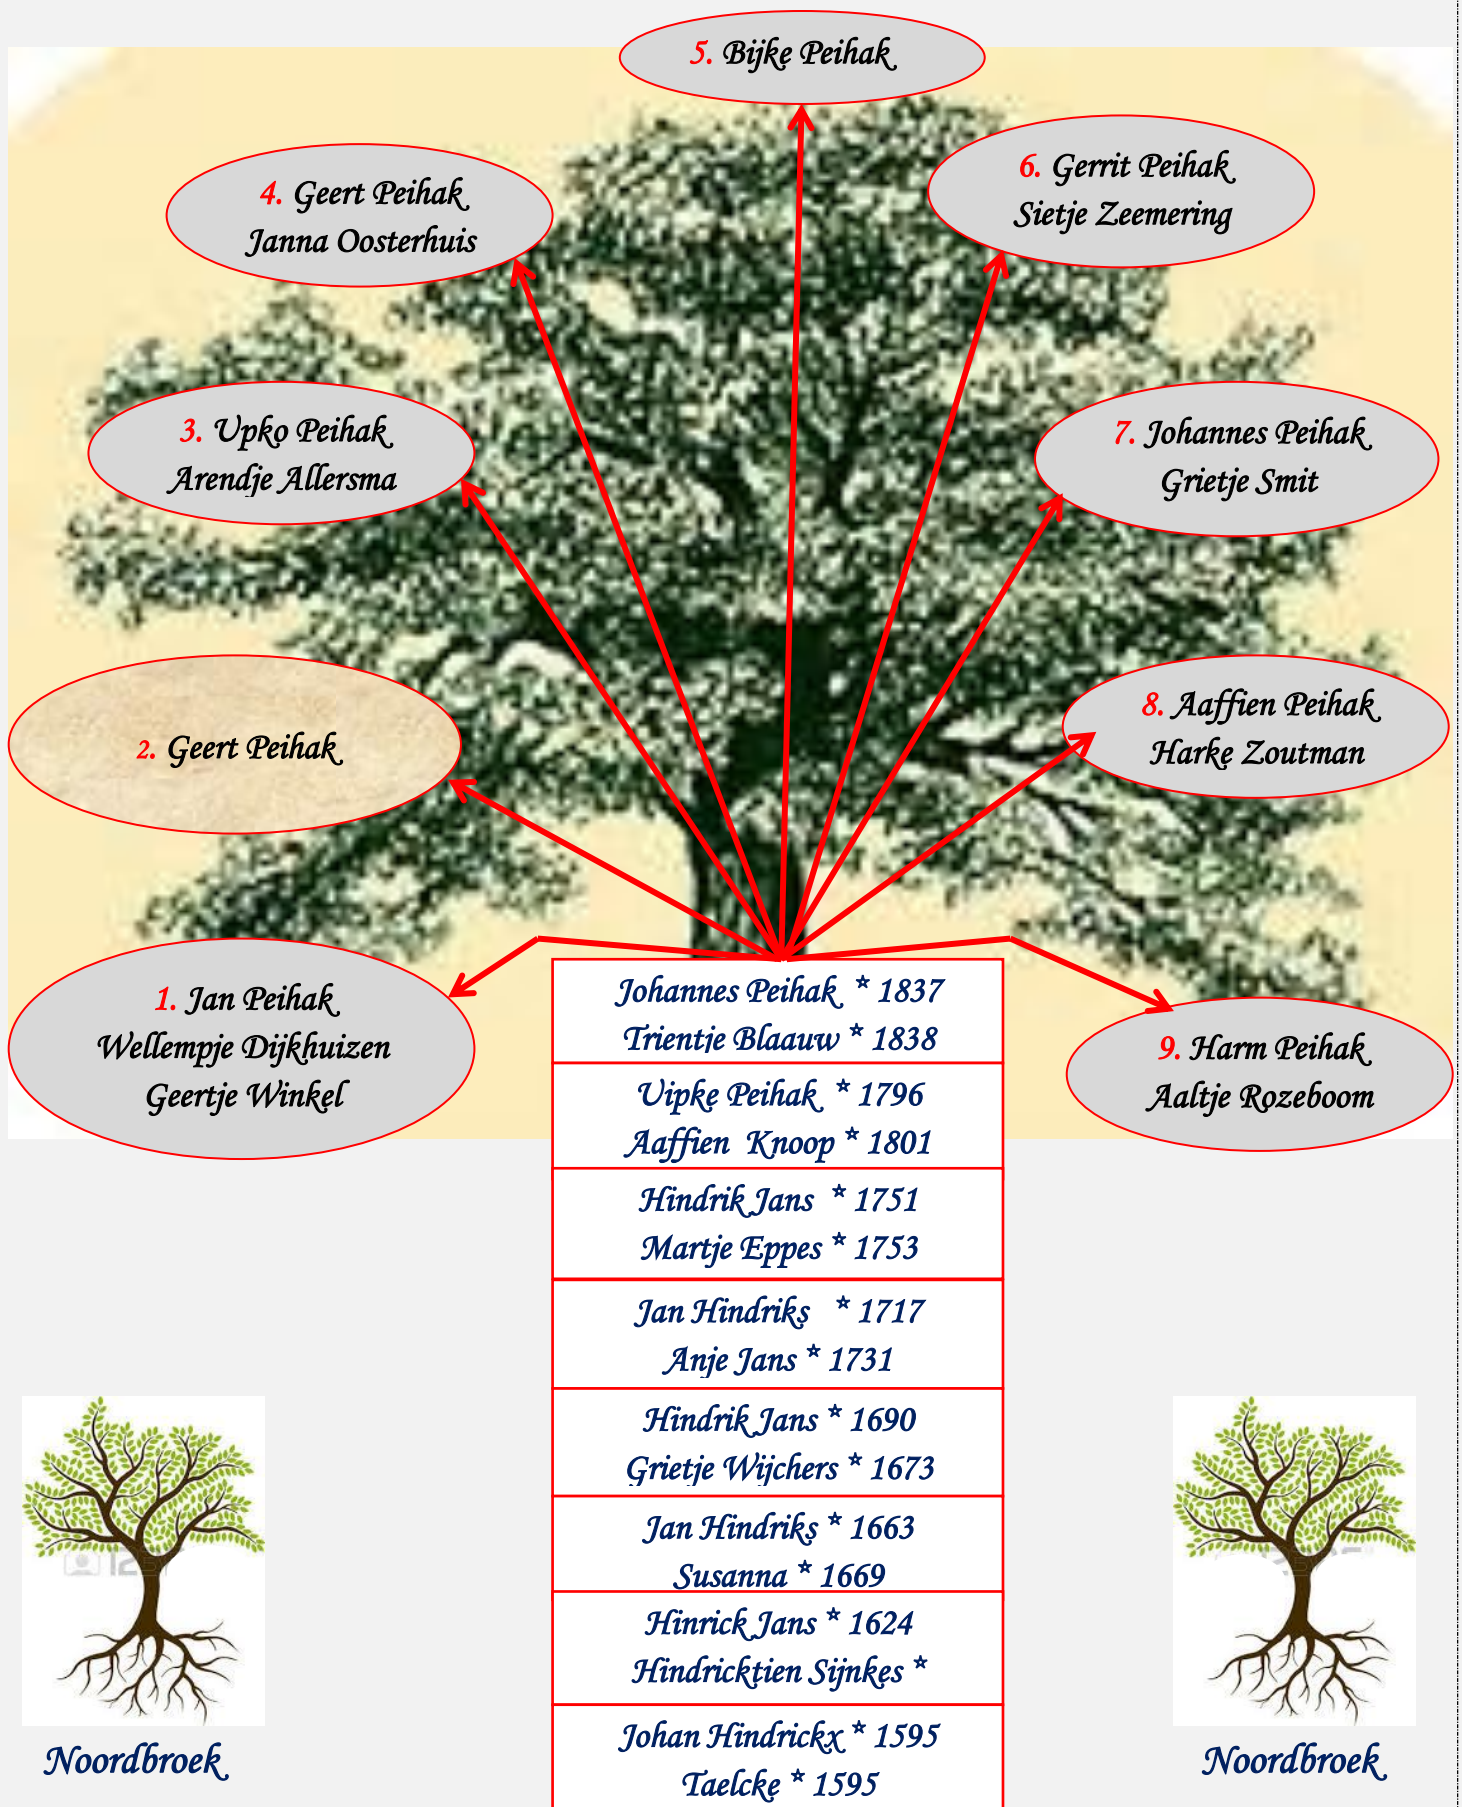 5. Bijke Peihak
4. Geert Peihak
Janna Oosterhuis
6. Gerrit Peihak
Sietje Zeemering
3. Upko Peihak
Arendje Allersma
7. Johannes Peihak
Grietje Smit
2. Geert Peihak
8. Aaffien Peihak
Harke Zoutman
1. Jan Peihak
Wellempje Dijkhuizen
Geertje Winkel
9. Harm Peihak
Aaltje Rozeboom
Johannes Peihak * 1837
Trientje Blaauw * 1838
Uipke Peihak * 1796
Aaffien Knoop * 1801
Hindrik Jans * 1751
Martje Eppes * 1753
Jan Hindriks * 1717
Anje Jans * 1731
Hindrik Jans * 1690
Grietje Wijchers * 1673
Jan Hindriks * 1663
Susanna * 1669
Hinrick Jans * 1624
Hindricktien Sijnkes *
Johan Hindrickx * 1595
Taelcke * 1595
Noordbroek
Noordbroek